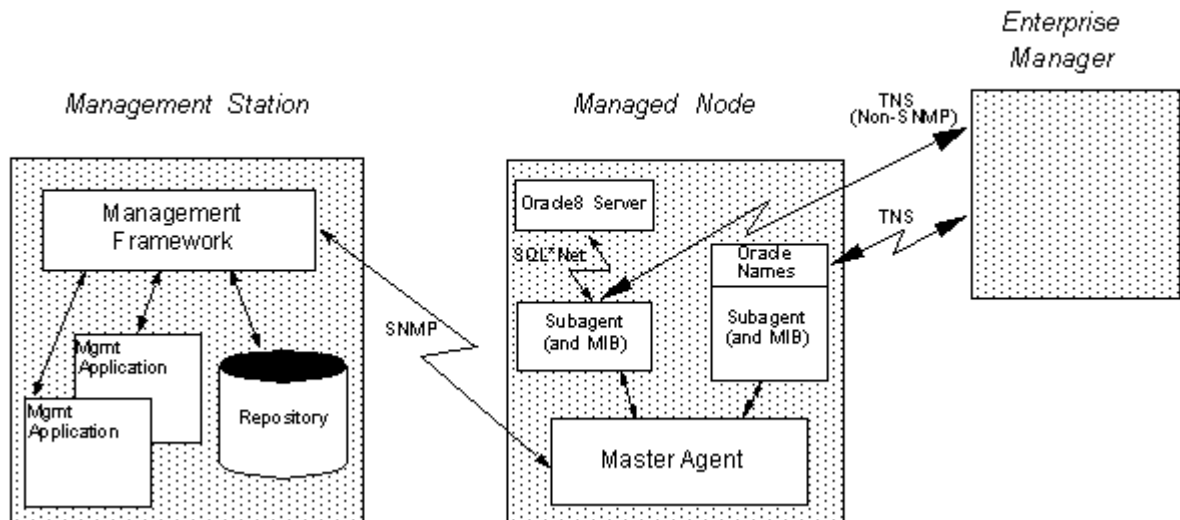 Enterprise
Manager
Management Station
Managed Node
TNS
(Non-SNMP)
Management
Framework
Oracle8 Server
TNS
SQL*Net
Oracle
Names
SNMP
Subagent
(and MIB)
Subagent
(and MIB)
Mgmt
Application
Mgmt
Application
Repository
Master Agent